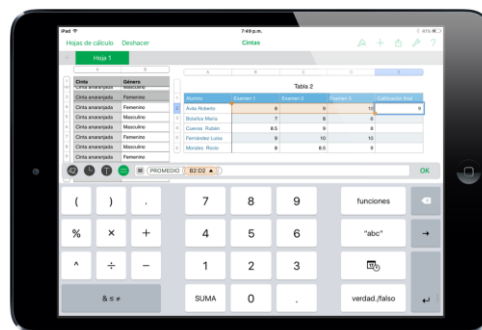 iPad
7:49 p.m.
41%
Hojas de cálculo Deshacer
Cintas
Hoja 1
Cinta Género
Cinta anaranjada Masculino
Cinta anaranjada Femenino
Cinta anaranjada Femenino
Cinta anaranjada Masculino
Cinta anaranjada Masculino
Cinta anaranjada Femenino
Cinta anaranjada Masculino
Cinta anaranjada Femenino
Tabla 2
Alumno Examen 1 Examen 2 Examen 3 Calificación final
Ávila Roberto 8 9 10 9
Bolaños María 7 8 8
Cuevas Rubén 8.5 9 8
Fernández Luisa 9 10 10
Morales Rocío 9 8.5 9
= PROMEDIO B2:D2 OK
( ) , 7 8 9 funciones
% × + 4 5 6 "abc" →
^ ÷ − 1 2 3
& ≤ ≠ SUMA 0 . verdad./falso